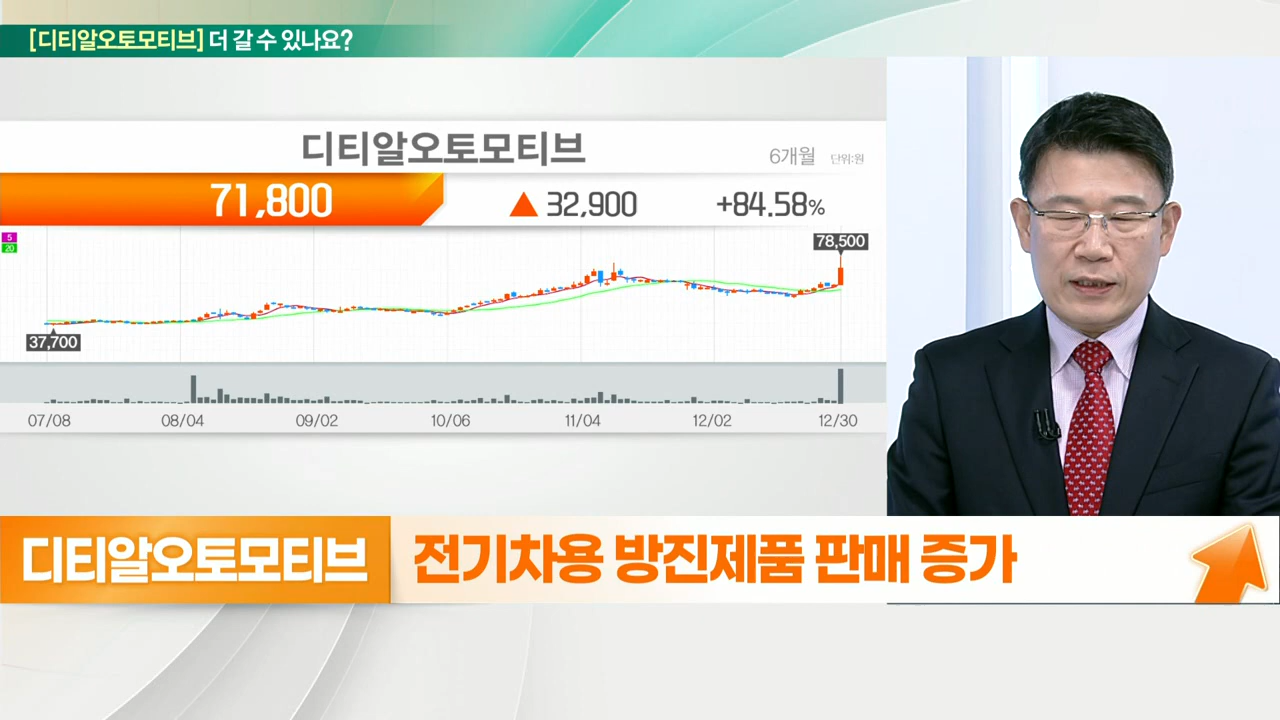 [디티알오토모티브] 더 갈 수 있나요?
디티알오토모티브
6개월 단위:원
71,800 ▲ 32,900 +84.58%
5
20
78,500
37,700
07/08 08/04 09/02 10/06 11/04 12/02 12/30
디티알오토모티브 전기차용 방진제품 판매 증가